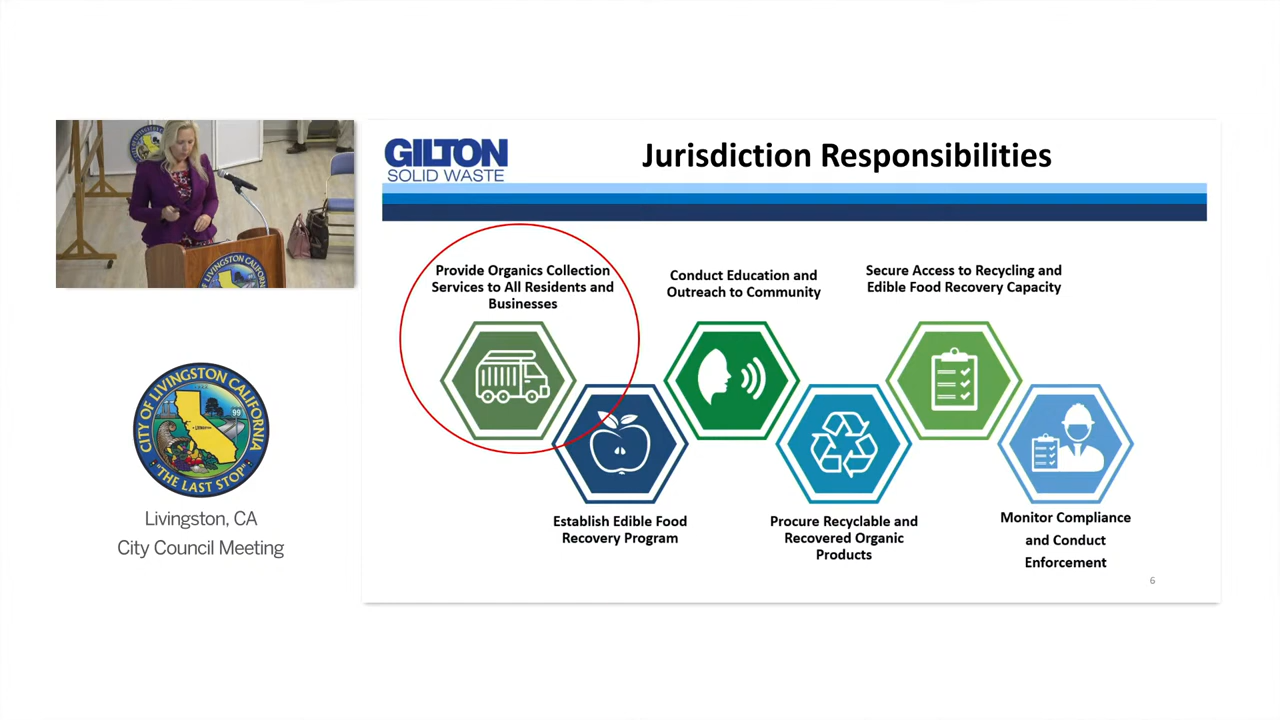 GILTON
SOLID WASTE
Jurisdiction Responsibilities
Provide Organics Collection
Services to All Residents and
Businesses
Conduct Education and
Outreach to Community
Secure Access to Recycling and
Edible Food Recovery Capacity
Establish Edible Food
Recovery Program
Procure Recyclable and
Recovered Organic
Products
Monitor Compliance
and Conduct
Enforcement
6
CITY OF LIVINGSTON CALIFORNIA
99
"THE LAST STOP"
Livingston, CA
City Council Meeting
LIVINGSTON CALIFORNIA